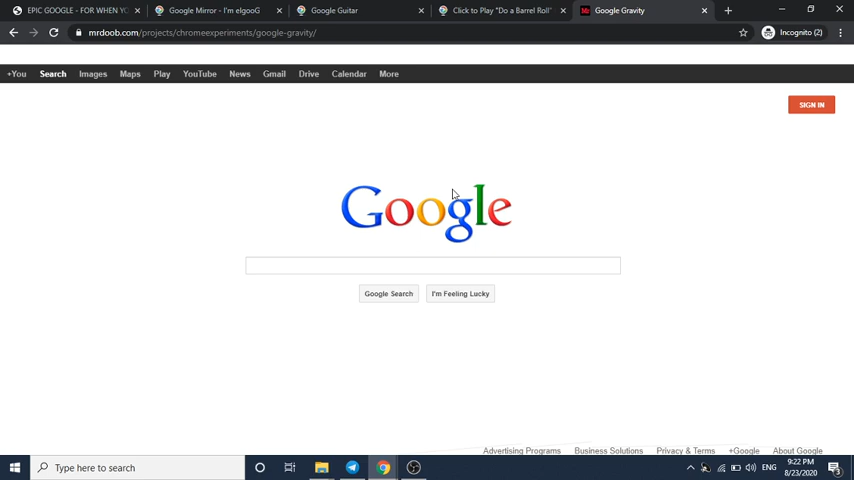 EPIC GOOGLE - FOR WHEN YO
Google Mirror - I'm elgooG
Google Guitar
Click to Play "Do a Barrel Roll"
Mr
Google Gravity
mrdoob.com/projects/chromeexperiments/google-gravity/
Incognito (2)
+You Search Images Maps Play YouTube News Gmail Drive Calendar More
SIGN IN
Google
Google Search I'm Feeling Lucky
Advertising Programs Business Solutions Privacy & Terms +Google About Google
Type here to search
ENG
9:22 PM
8/23/2020
3